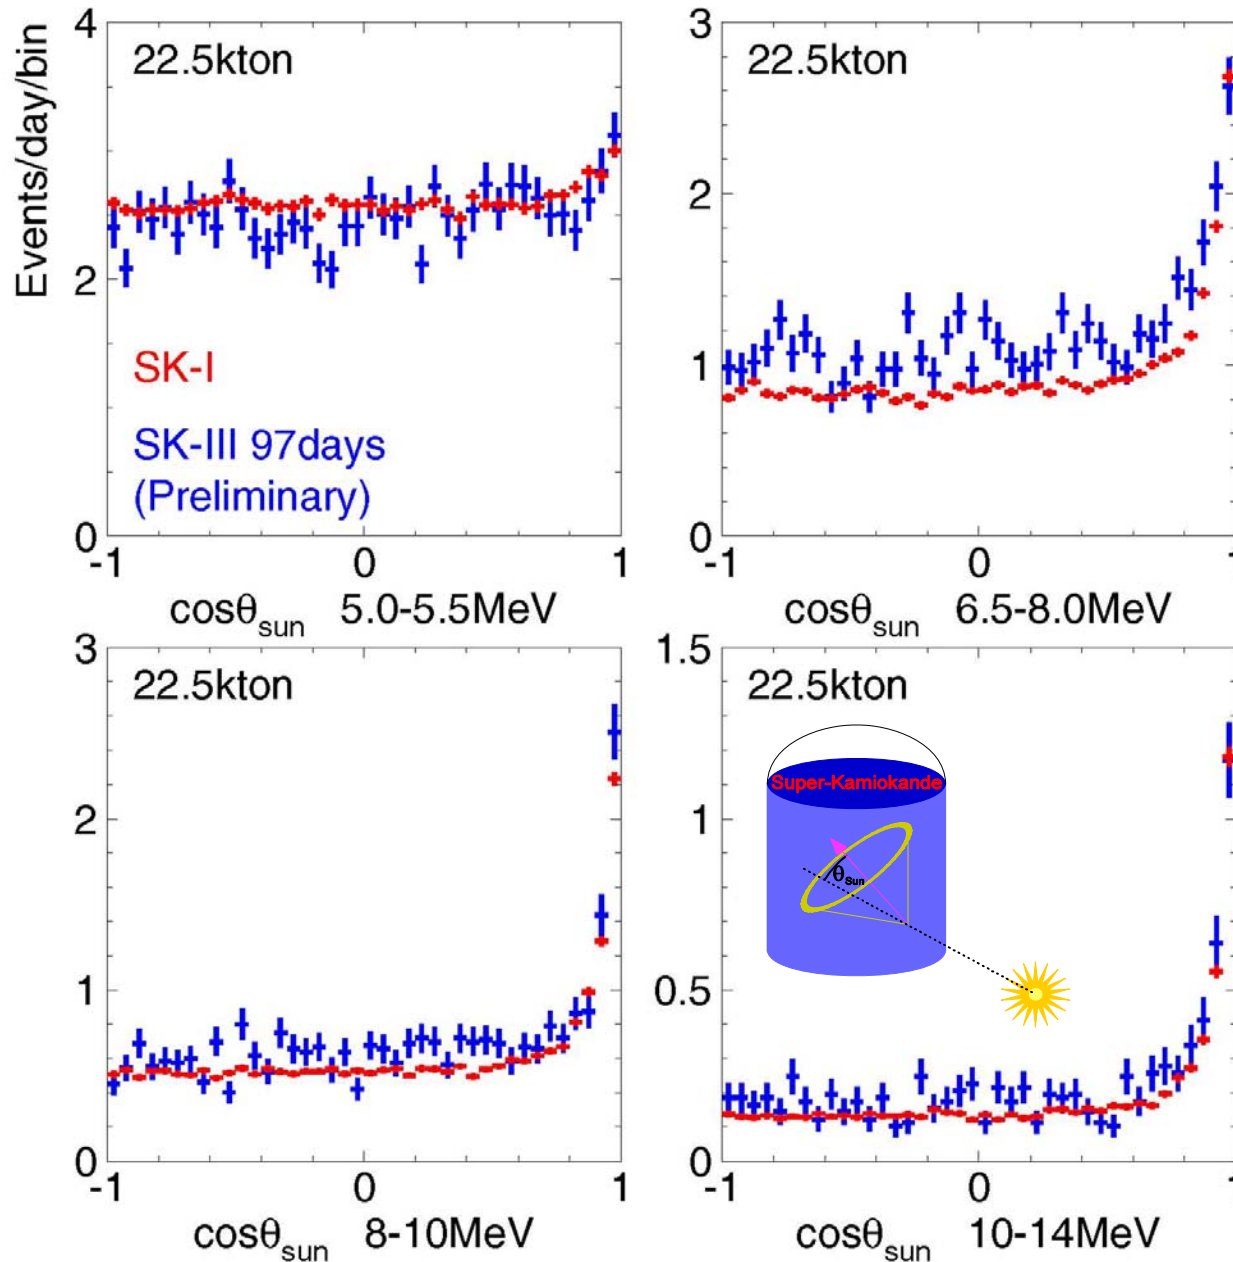 Events/day/bin
4
22.5kton
2
SK-I
SK-III 97days
(Preliminary)
0
-1 0 1
cosθsun 5.0-5.5MeV
3
22.5kton
2
1
0
-1 0 1
cosθsun 6.5-8.0MeV
3
22.5kton
2
1
0
-1 0 1
cosθsun 8-10MeV
1.5
22.5kton
Super-Kamiokande
1
θSun
0.5
0
-1 0 1
cosθsun 10-14MeV